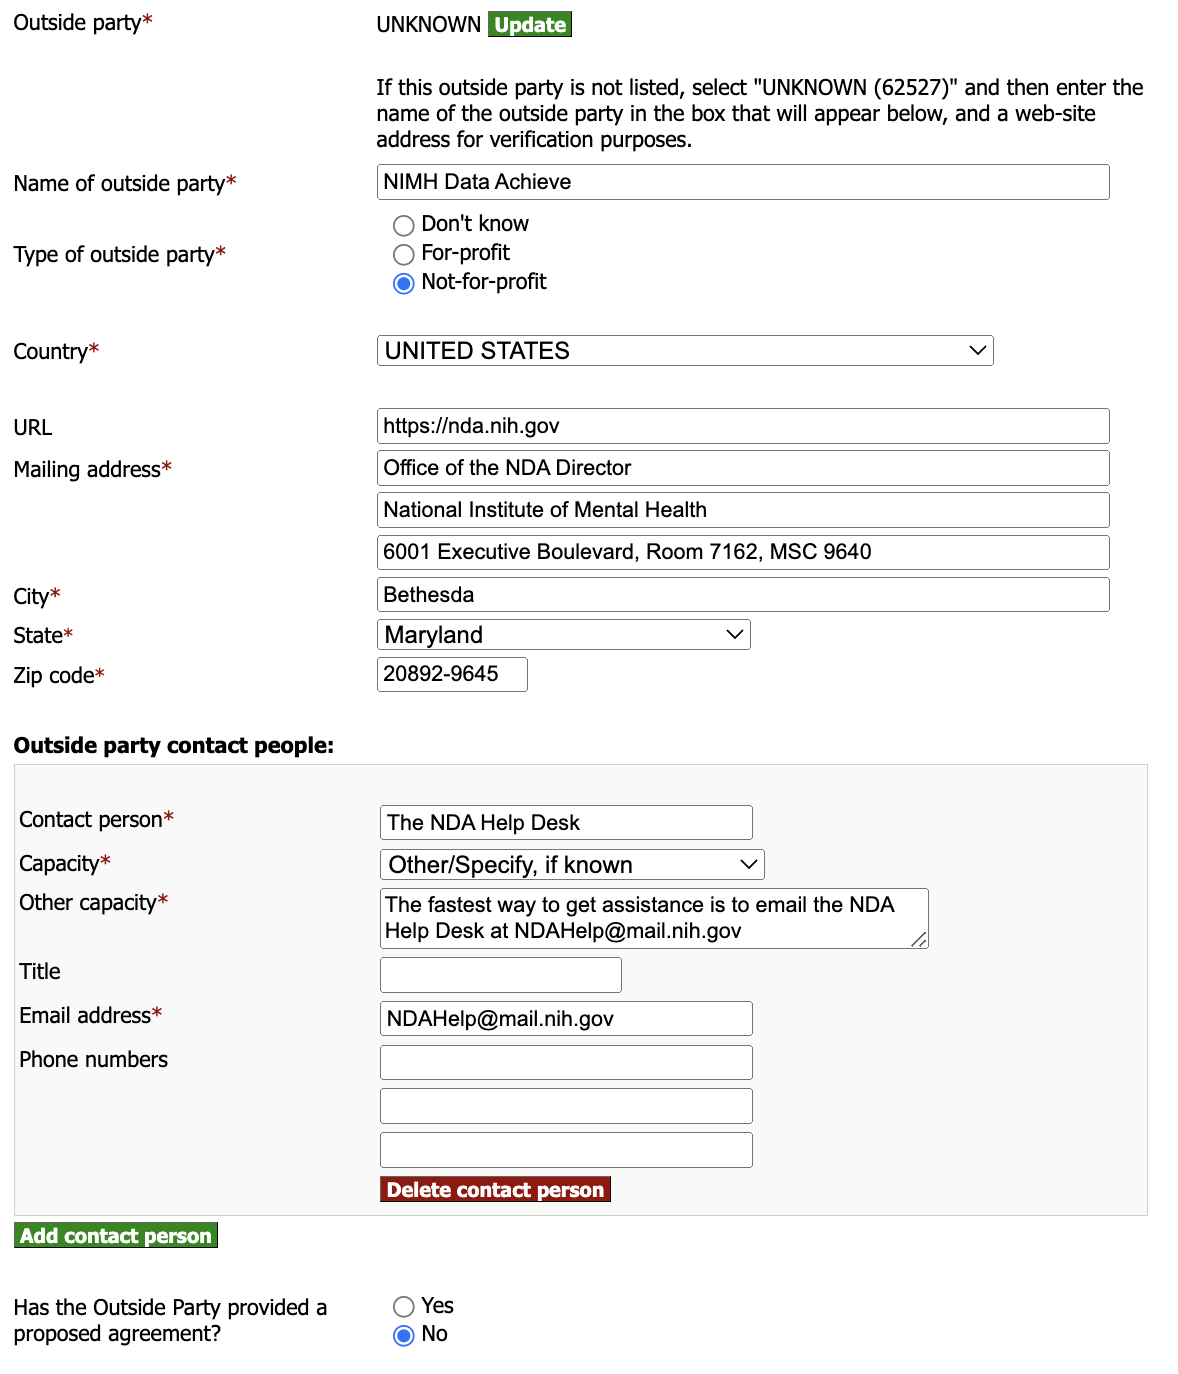 Outside party*
UNKNOWN Update
If this outside party is not listed, select "UNKNOWN (62527)" and then enter the
name of the outside party in the box that will appear below, and a web-site
address for verification purposes.
Name of outside party*
NIMH Data Achieve
Type of outside party*
Don't know
For-profit
Not-for-profit
Country*
UNITED STATES
URL
https://nda.nih.gov
Mailing address*
Office of the NDA Director
National Institute of Mental Health
6001 Executive Boulevard, Room 7162, MSC 9640
City*
Bethesda
State*
Maryland
Zip code*
20892-9645
Outside party contact people:
Contact person*
The NDA Help Desk
Capacity*
Other/Specify, if known
Other capacity*
The fastest way to get assistance is to email the NDA
Help Desk at NDAHelp@mail.nih.gov
Title
Email address*
NDAHelp@mail.nih.gov
Phone numbers
Delete contact person
Add contact person
Has the Outside Party provided a
proposed agreement?
Yes
No